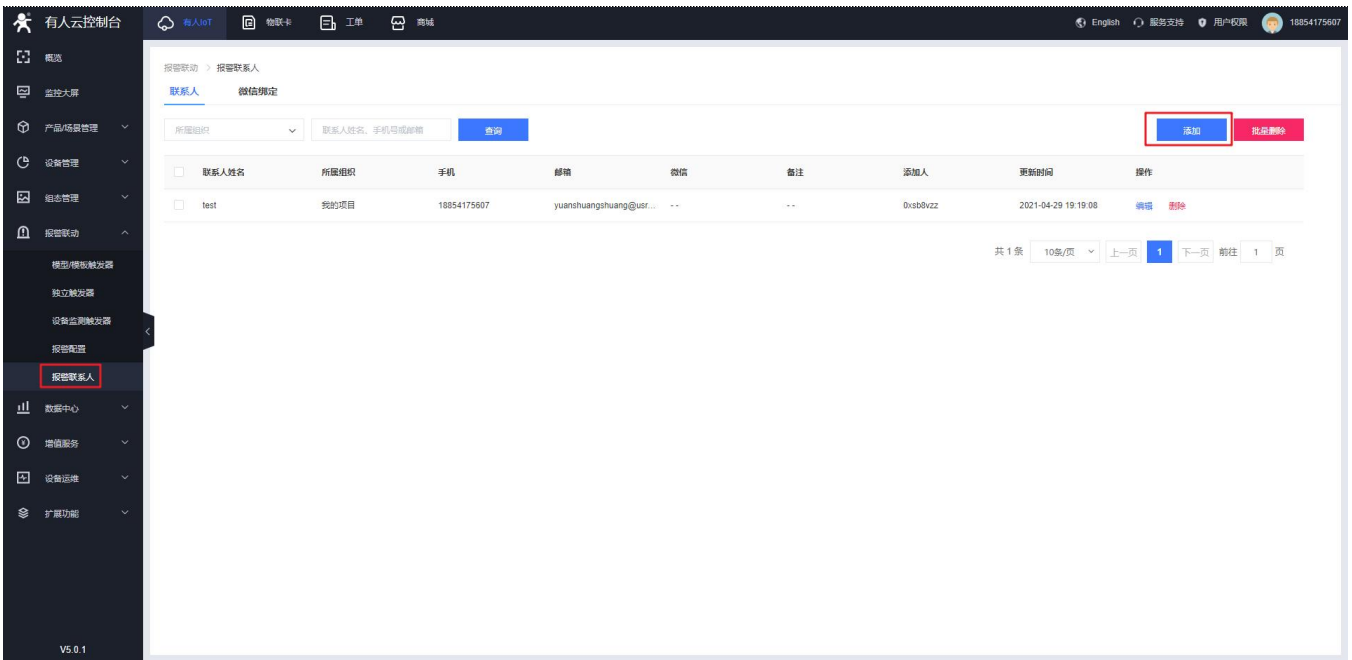 有人云控制台
有人IoT 物联卡 工单 商城 English 服务支持 用户权限 18854175607
概览
监控大屏
产品/场景管理
设备管理
组态管理
报警联动
模型/模板触发器
独立触发器
设备监测触发器
报警配置
报警联系人
数据中心
增值服务
设备运维
扩展功能
V5.0.1
报警联动 > 报警联系人
联系人 微信绑定
所属组织 联系人姓名、手机号或邮箱 查询 添加 批量删除
联系人姓名 所属组织 手机 邮箱 微信 备注 添加人 更新时间 操作
test 我的项目 18854175607 yuanshuangshuang@usr... -- -- 0xsb8vzz 2021-04-29 19:19:08 编辑 删除
共 1 条 10条/页 上一页 1 下一页 前往 1 页